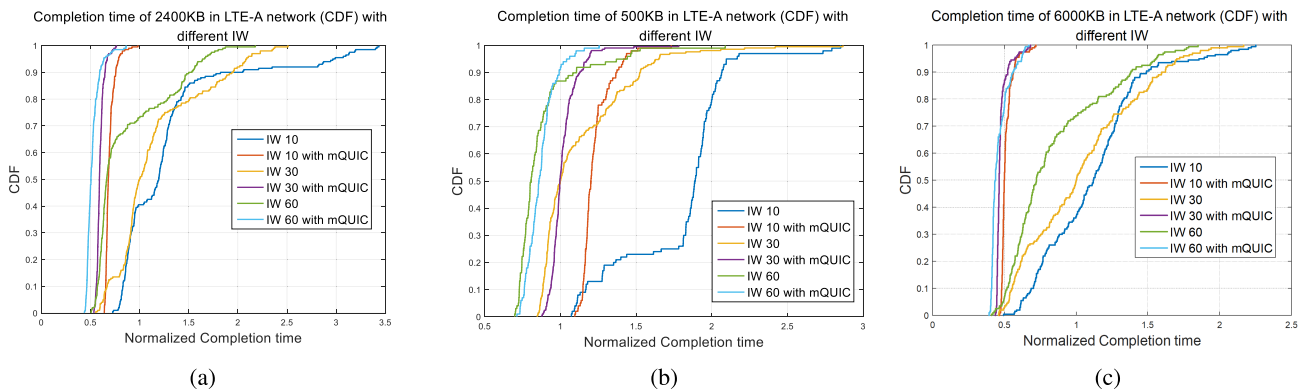 Completion time of 2400KB in LTE-A network (CDF) with
different IW
1
0.9
0.8
0.7
0.6
0.5
0.4
0.3
0.2
0.1
0
CDF
IW 10
IW 10 with mQUIC
IW 30
IW 30 with mQUIC
IW 60
IW 60 with mQUIC
0 0.5 1 1.5 2 2.5 3 3.5
Normalized Completion time
(a)
Completion time of 500KB in LTE-A network (CDF) with
different IW
1
0.9
0.8
0.7
0.6
0.5
0.4
0.3
0.2
0.1
0
CDF
IW 10
IW 10 with mQUIC
IW 30
IW 30 with mQUIC
IW 60
IW 60 with mQUIC
0.5 1 1.5 2 2.5 3
Normalized Completion time
(b)
Completion time of 6000KB in LTE-A network (CDF) with
different IW
1
0.9
0.8
0.7
0.6
0.5
0.4
0.3
0.2
0.1
0
CDF
IW 10
IW 10 with mQUIC
IW 30
IW 30 with mQUIC
IW 60
IW 60 with mQUIC
0 0.5 1 1.5 2 2.5
Normalized Completion time
(c)